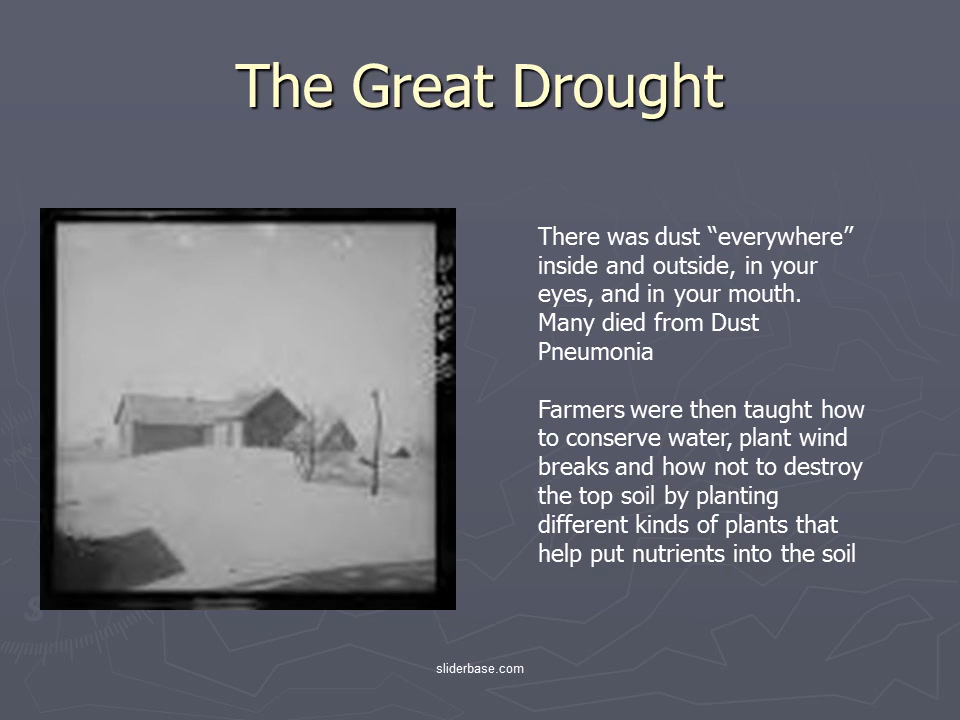 The Great Drought
There was dust “everywhere”
inside and outside, in your
eyes, and in your mouth.
Many died from Dust
Pneumonia
Farmers were then taught how
to conserve water, plant wind
breaks and how not to destroy
the top soil by planting
different kinds of plants that
help put nutrients into the soil
sliderbase.com